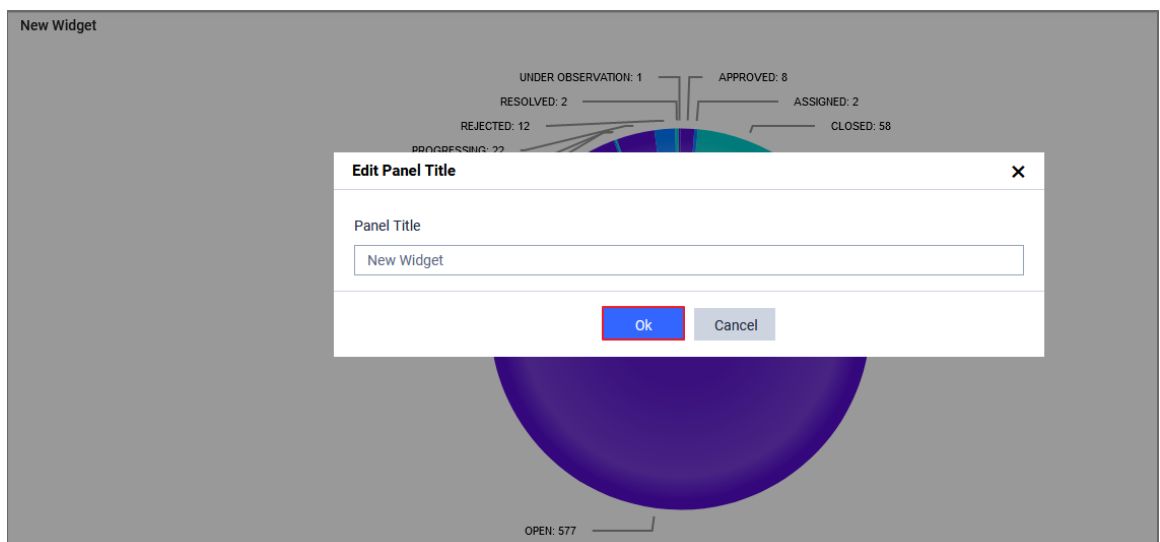 New Widget
UNDER OBSERVATION: 1
APPROVED: 8
RESOLVED: 2
ASSIGNED: 2
REJECTED: 12
CLOSED: 58
PROGRESSING: 22
Edit Panel Title
Panel Title
New Widget
Ok
Cancel
OPEN: 577